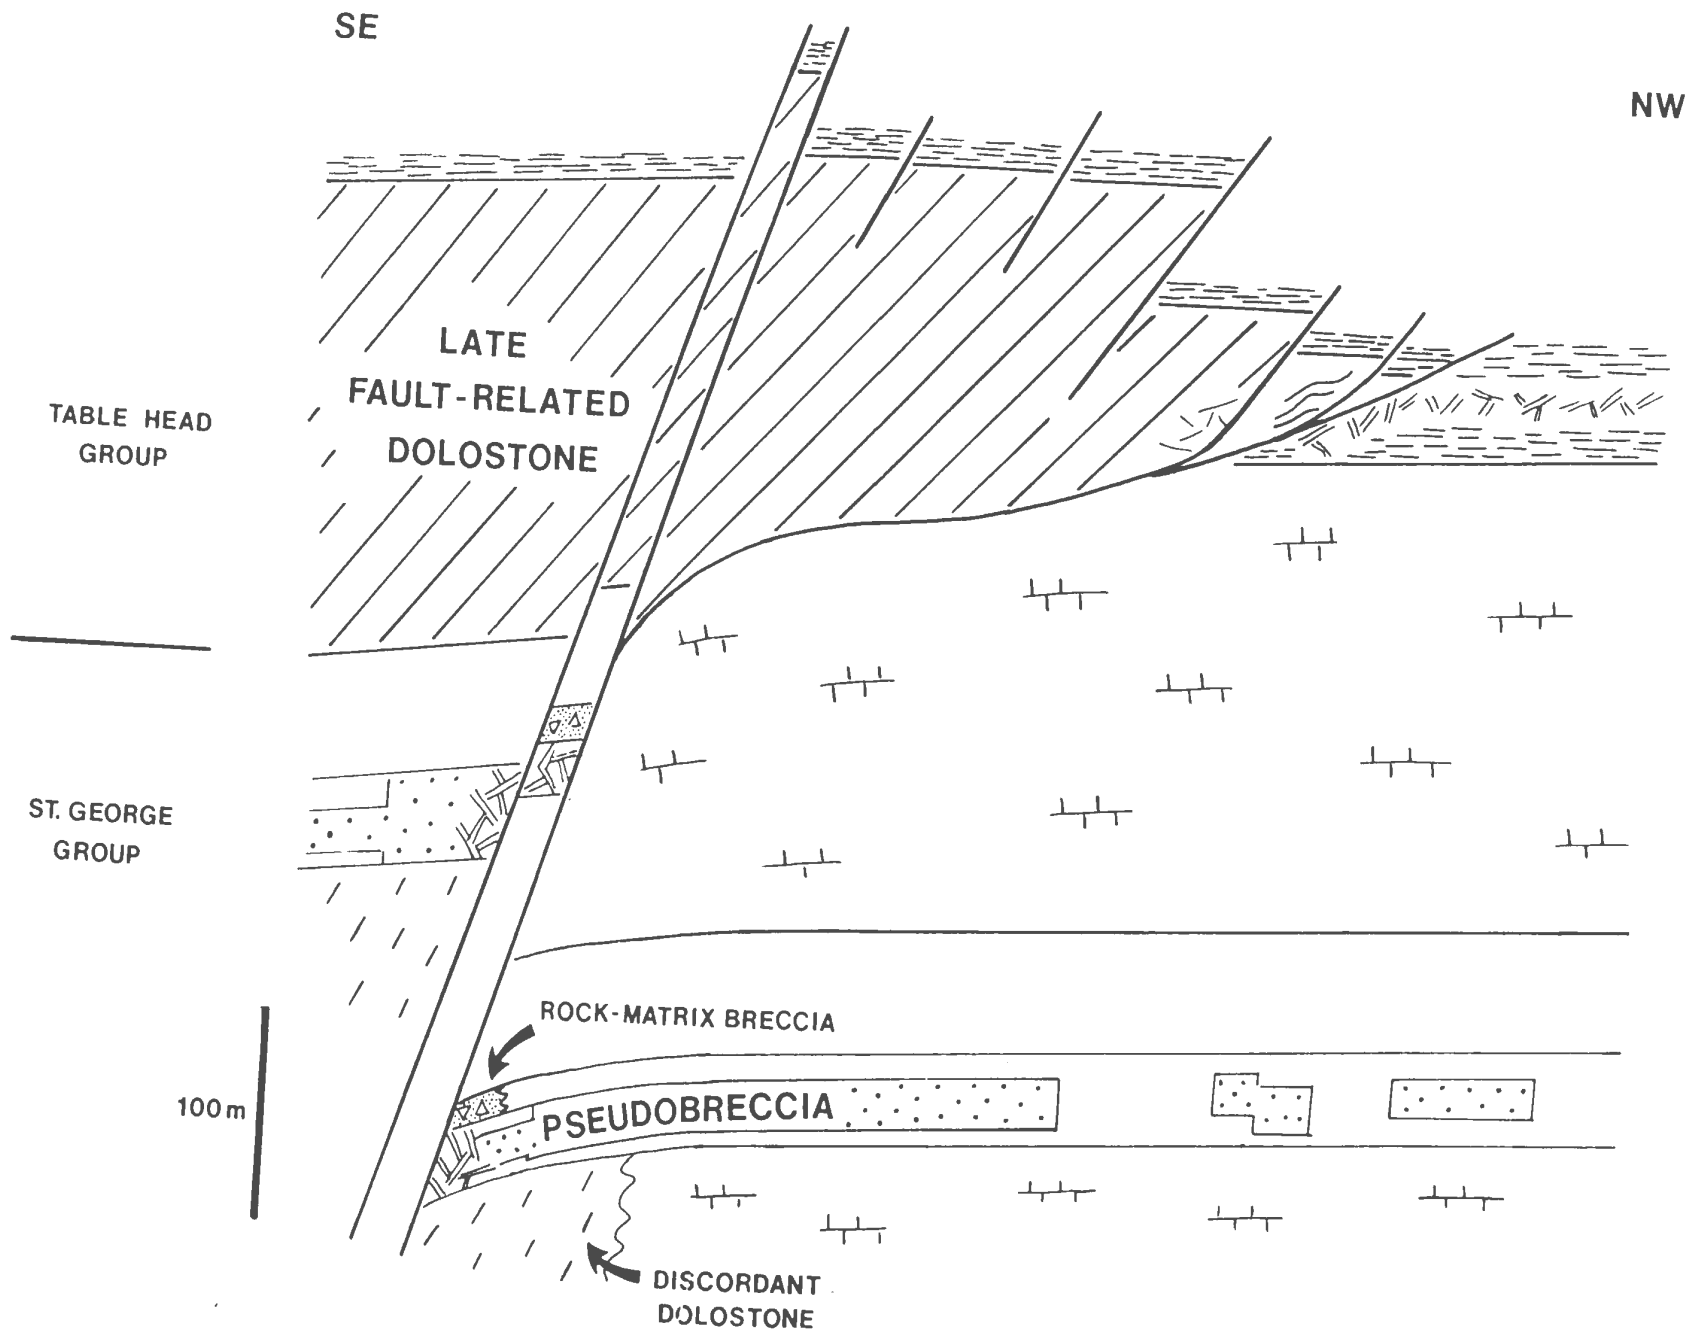 SE
NW
LATE
FAULT-RELATED
DOLOSTONE
TABLE HEAD
GROUP
ST. GEORGE
GROUP
ROCK-MATRIX BRECCIA
100m
PSEUDOBRECCIA
DISCORDANT
DOLOSTONE